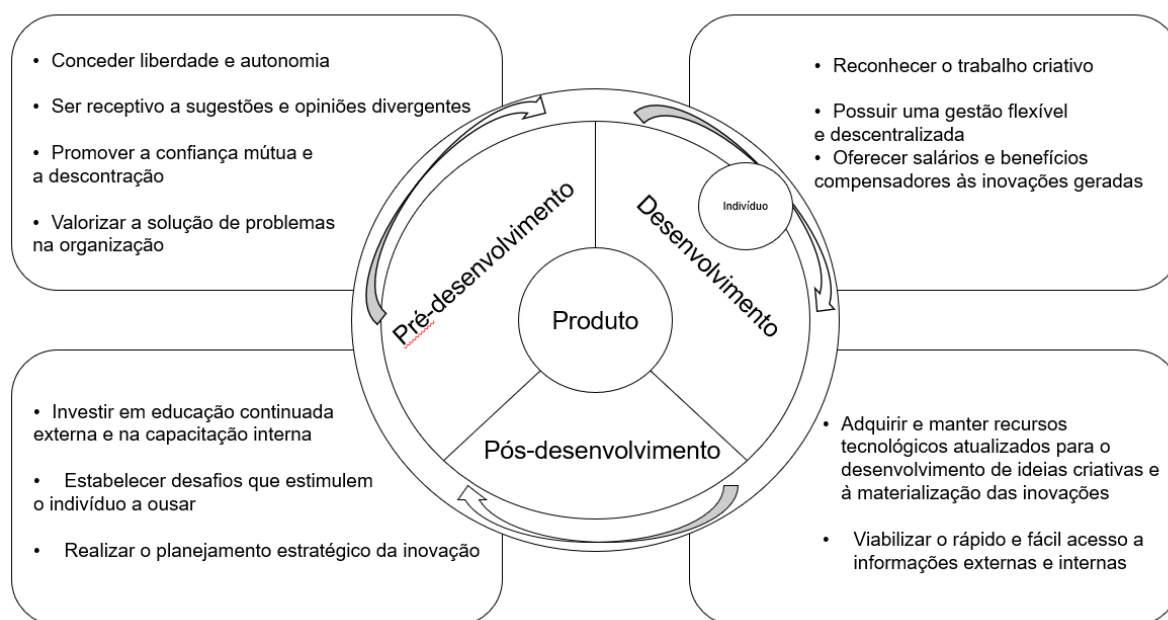 • Conceder liberdade e autonomia
• Ser receptivo a sugestões e opiniões divergentes
• Promover a confiança mútua e
a descontração
• Valorizar a solução de problemas
na organização
• Reconhecer o trabalho criativo
• Possuir uma gestão flexível
e descentralizada
• Oferecer salários e benefícios
compensadores às inovações geradas
Pré-desenvolvimento
Desenvolvimento
Indivíduo
Produto
Pós-desenvolvimento
• Investir em educação continuada
externa e na capacitação interna
• Estabelecer desafios que estimulem
o indivíduo a ousar
• Realizar o planejamento estratégico da inovação
• Adquirir e manter recursos
tecnológicos atualizados para o
desenvolvimento de ideias criativas e
à materialização das inovações
• Viabilizar o rápido e fácil acesso a
informações externas e internas